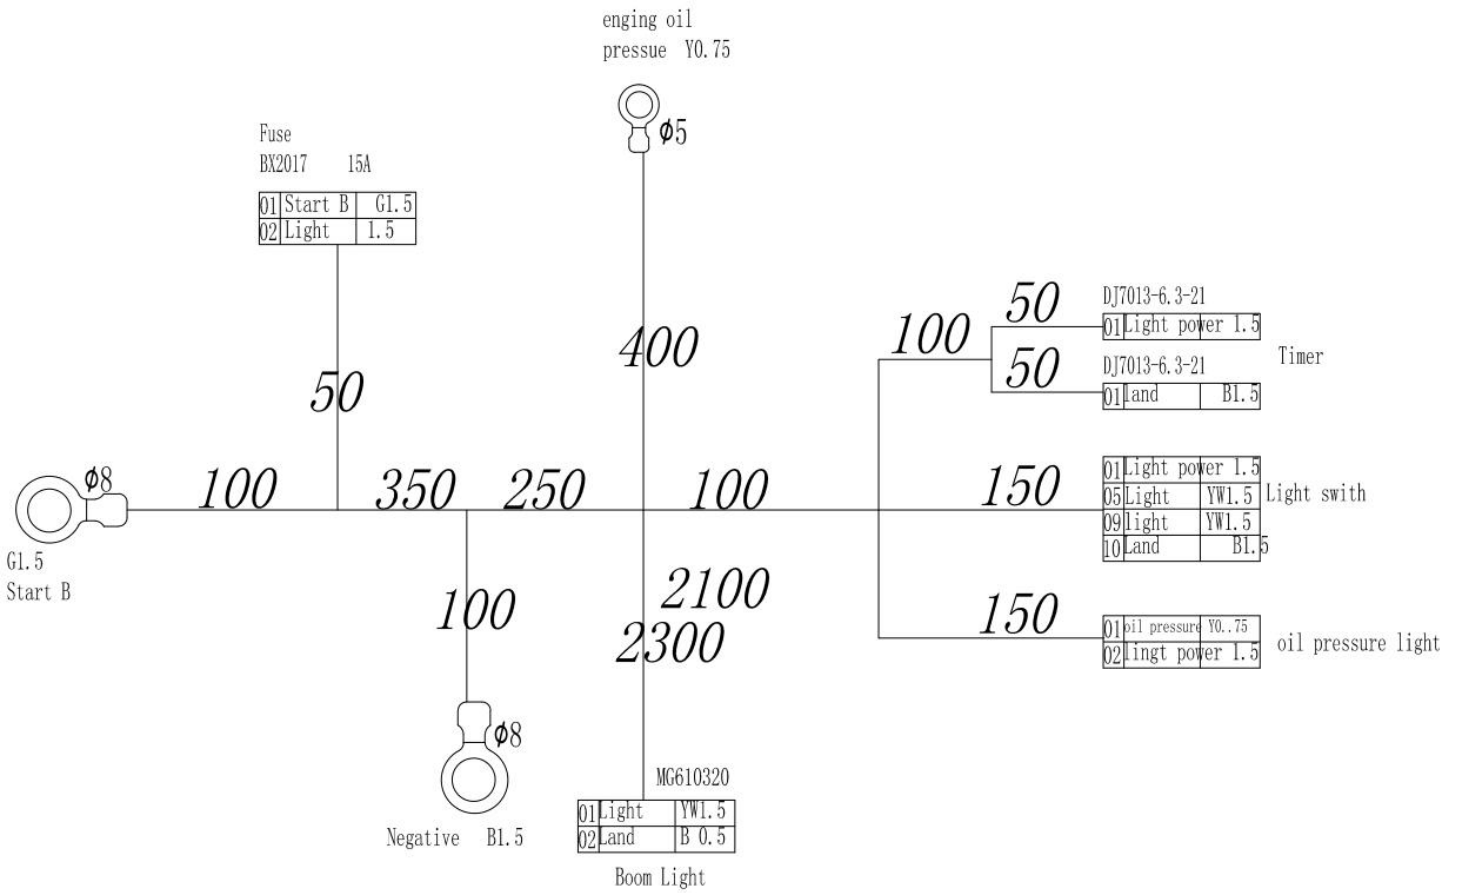 enging oil
pressue Y0.75
ϕ5
Fuse
BX2017 15A
01 Start B G1.5
02 Light 1.5
50
400
100
50
50
DJ7013-6.3-21
01 Light power 1.5
DJ7013-6.3-21
01 land B1.5
Timer
ϕ8
100
350
250
100
150
G1.5
Start B
01 Light power 1.5
05 Light YW1.5
09 light YW1.5
10 Land B1.5
Light swith
100
2100
2300
150
01 oil pressure Y0..75
02 lingt power 1.5
oil pressure light
ϕ8
Negative B1.5
MG610320
01 Light YW1.5
02 Land B 0.5
Boom Light